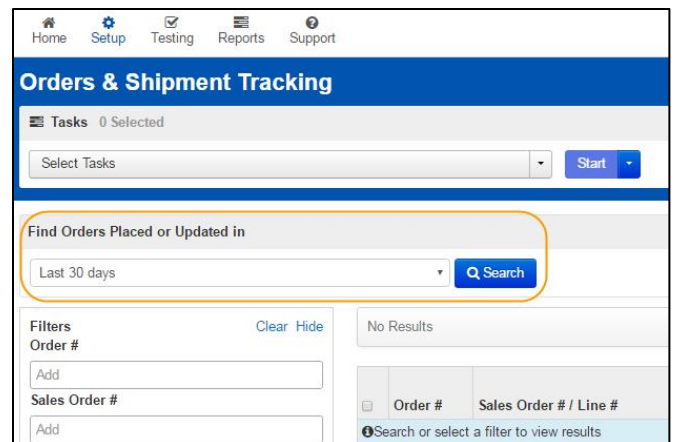 Home Setup Testing Reports Support
Orders & Shipment Tracking
Tasks 0 Selected
Select Tasks Start
Find Orders Placed or Updated in
Last 30 days Search
Filters Clear Hide
Order #
Add
Sales Order #
Add
No Results
Order # Sales Order # / Line #
Search or select a filter to view results